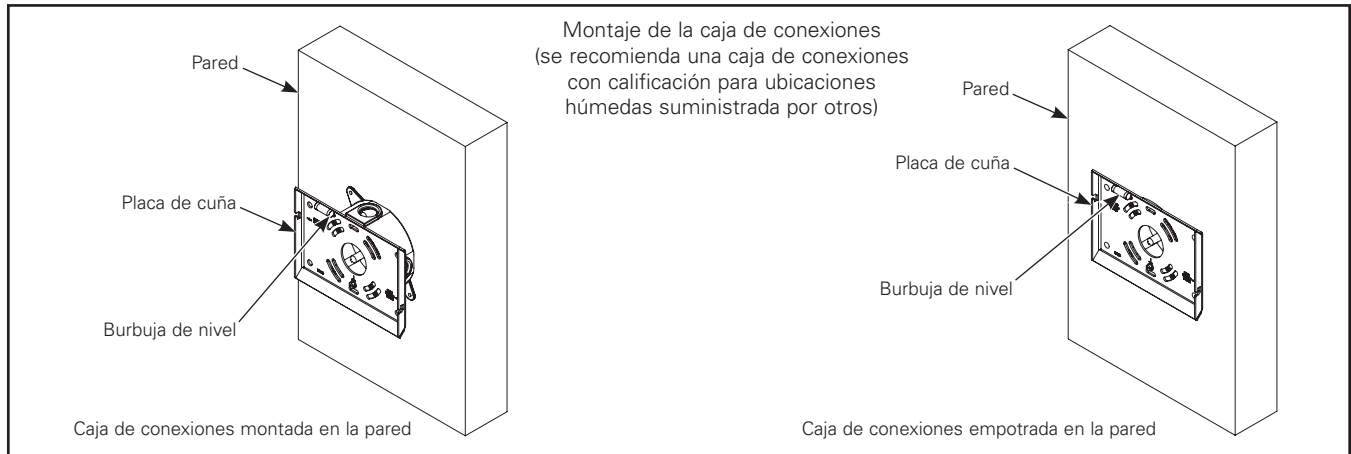 Montaje de la caja de conexiones
(se recomienda una caja de conexiones
con calificación para ubicaciones
húmedas suministrada por otros)
Pared
Placa de cuña
Burbuja de nivel
Caja de conexiones montada en la pared
Pared
Placa de cuña
Burbuja de nivel
Caja de conexiones empotrada en la pared